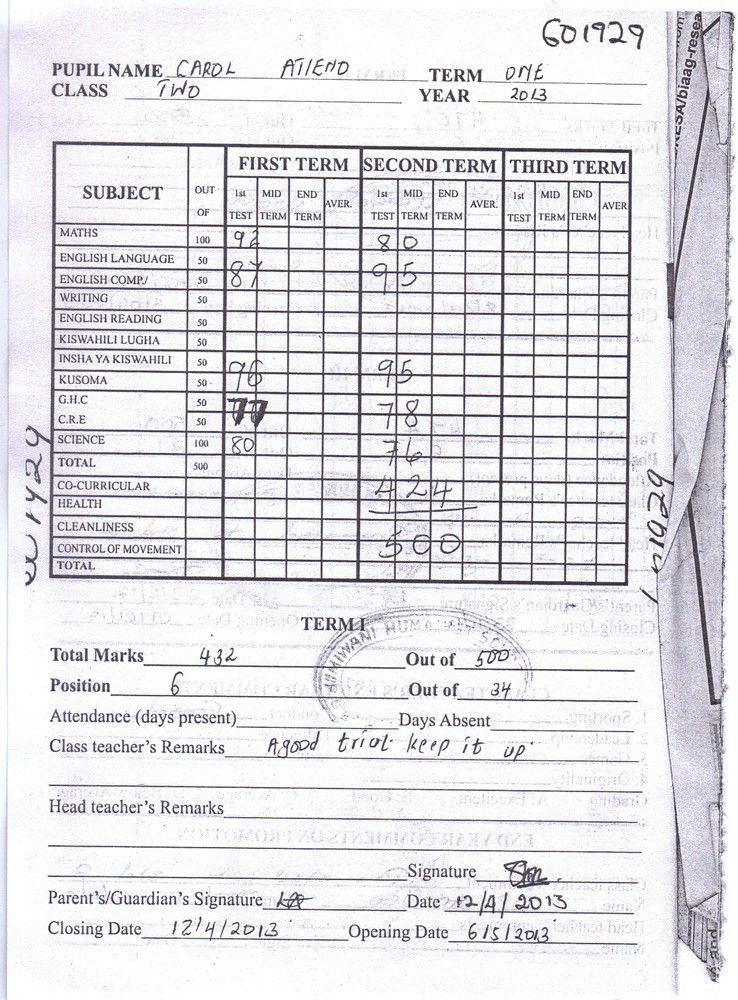 601929
PUPIL NAME CAROL ATIENO TERM ONE
CLASS TWO YEAR 2013
SUBJECT OUT OF FIRST TERM SECOND TERM THIRD TERM
1st TEST MID TERM END TERM AVER. 1st TEST MID TERM END TERM AVER. 1st TEST MID TERM END TERM AVER
MATHS 100 92 80
ENGLISH LANGUAGE 50
ENGLISH COMP./ 50 87 95
WRITING 50
ENGLISH READING 50
KISWAHILI LUGHA 50
INSHA YA KISWAHILI 50
KUSOMA 50 76 95
G.H.C 50 77 78
C.R.E 50
SCIENCE 100 80 76
TOTAL 500
CO-CURRICULAR 424
HEALTH
CLEANLINESS
CONTROL OF MOVEMENT 500
TOTAL
TERM I
Total Marks 432 Out of 500
Position 6 Out of 34
Attendance (days present) Days Absent
Class teacher's Remarks A good trial keep it up
Head teacher's Remarks
Signature
Parent's/Guardian's Signature Date 12/4/2013
Closing Date 12/4/2013 Opening Date 6/5/2013